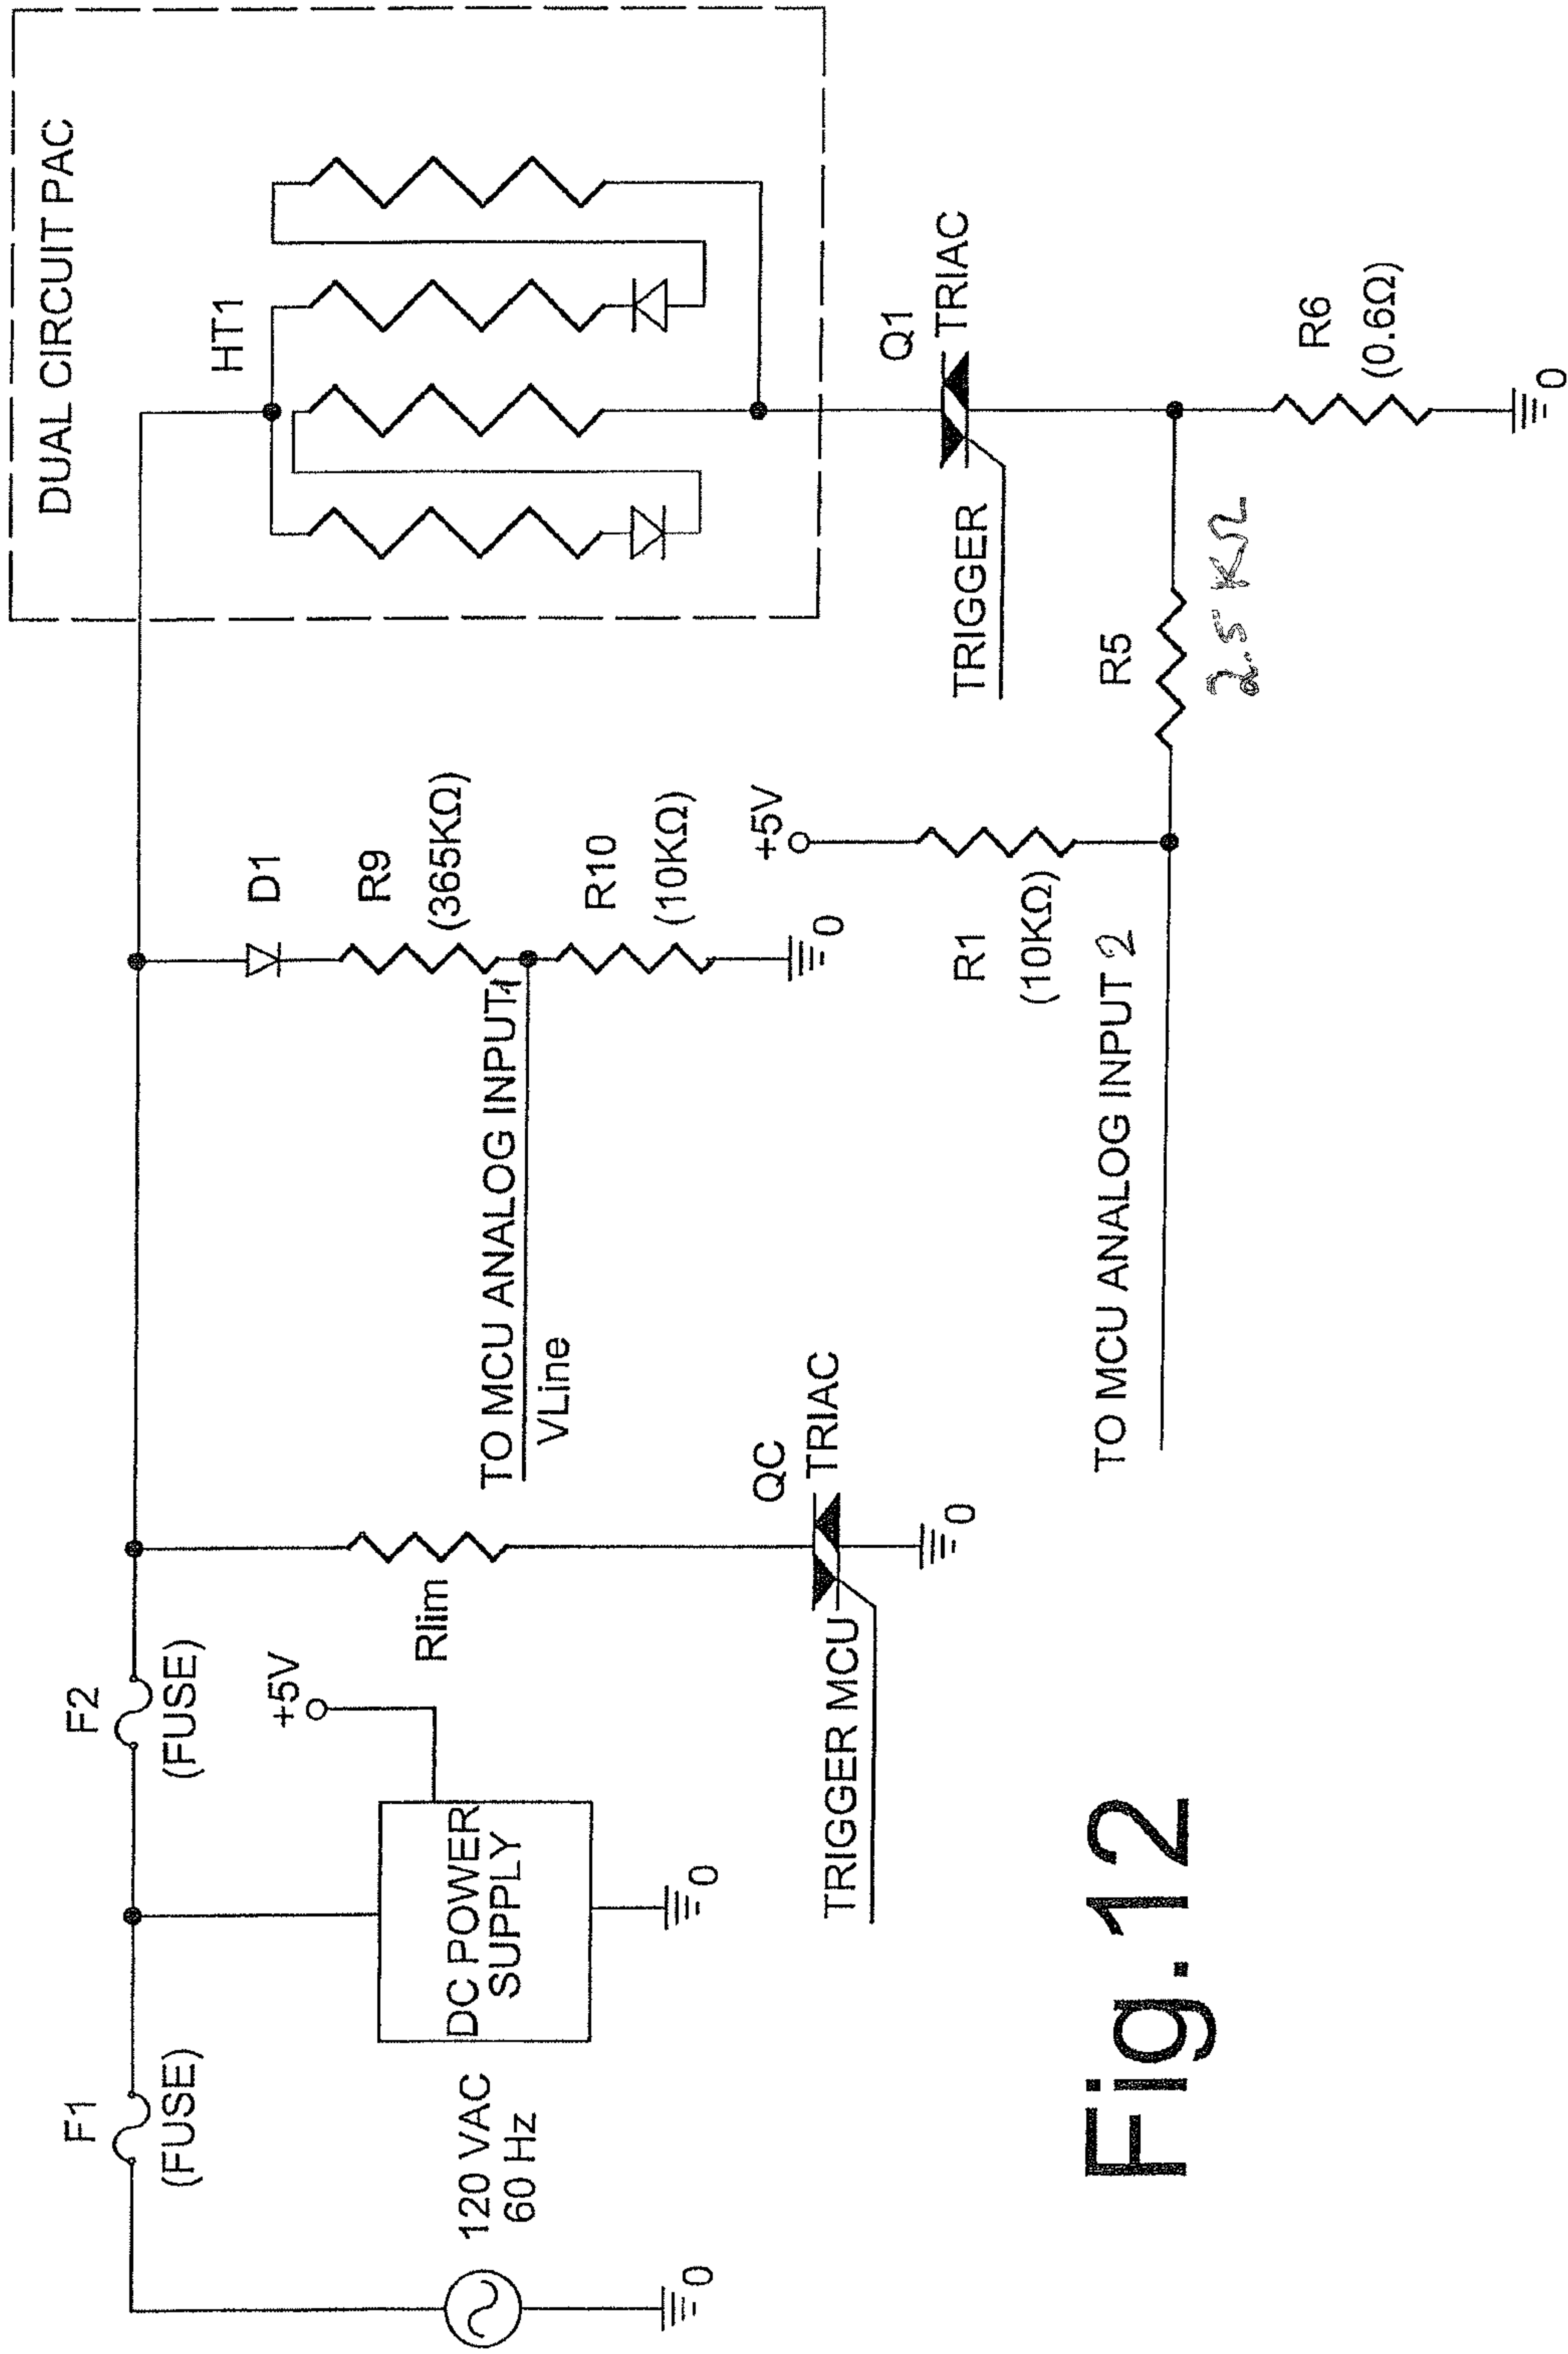 DUAL CIRCUIT PAC
HT1
F1
(FUSE)
F2
(FUSE)
120 VAC
60 Hz
0
DC POWER
SUPPLY
+5V
0
Rlim
QC
TRIAC
TRIGGER MCU
0
D1
R9
(365KΩ)
TO MCU ANALOG INPUT 1
VLine
R10
(10KΩ)
0
+5V
R1
(10KΩ)
TO MCU ANALOG INPUT 2
R5
2.5 KΩ
Q1
TRIAC
TRIGGER
R6
(0.6Ω)
0
Fig.12